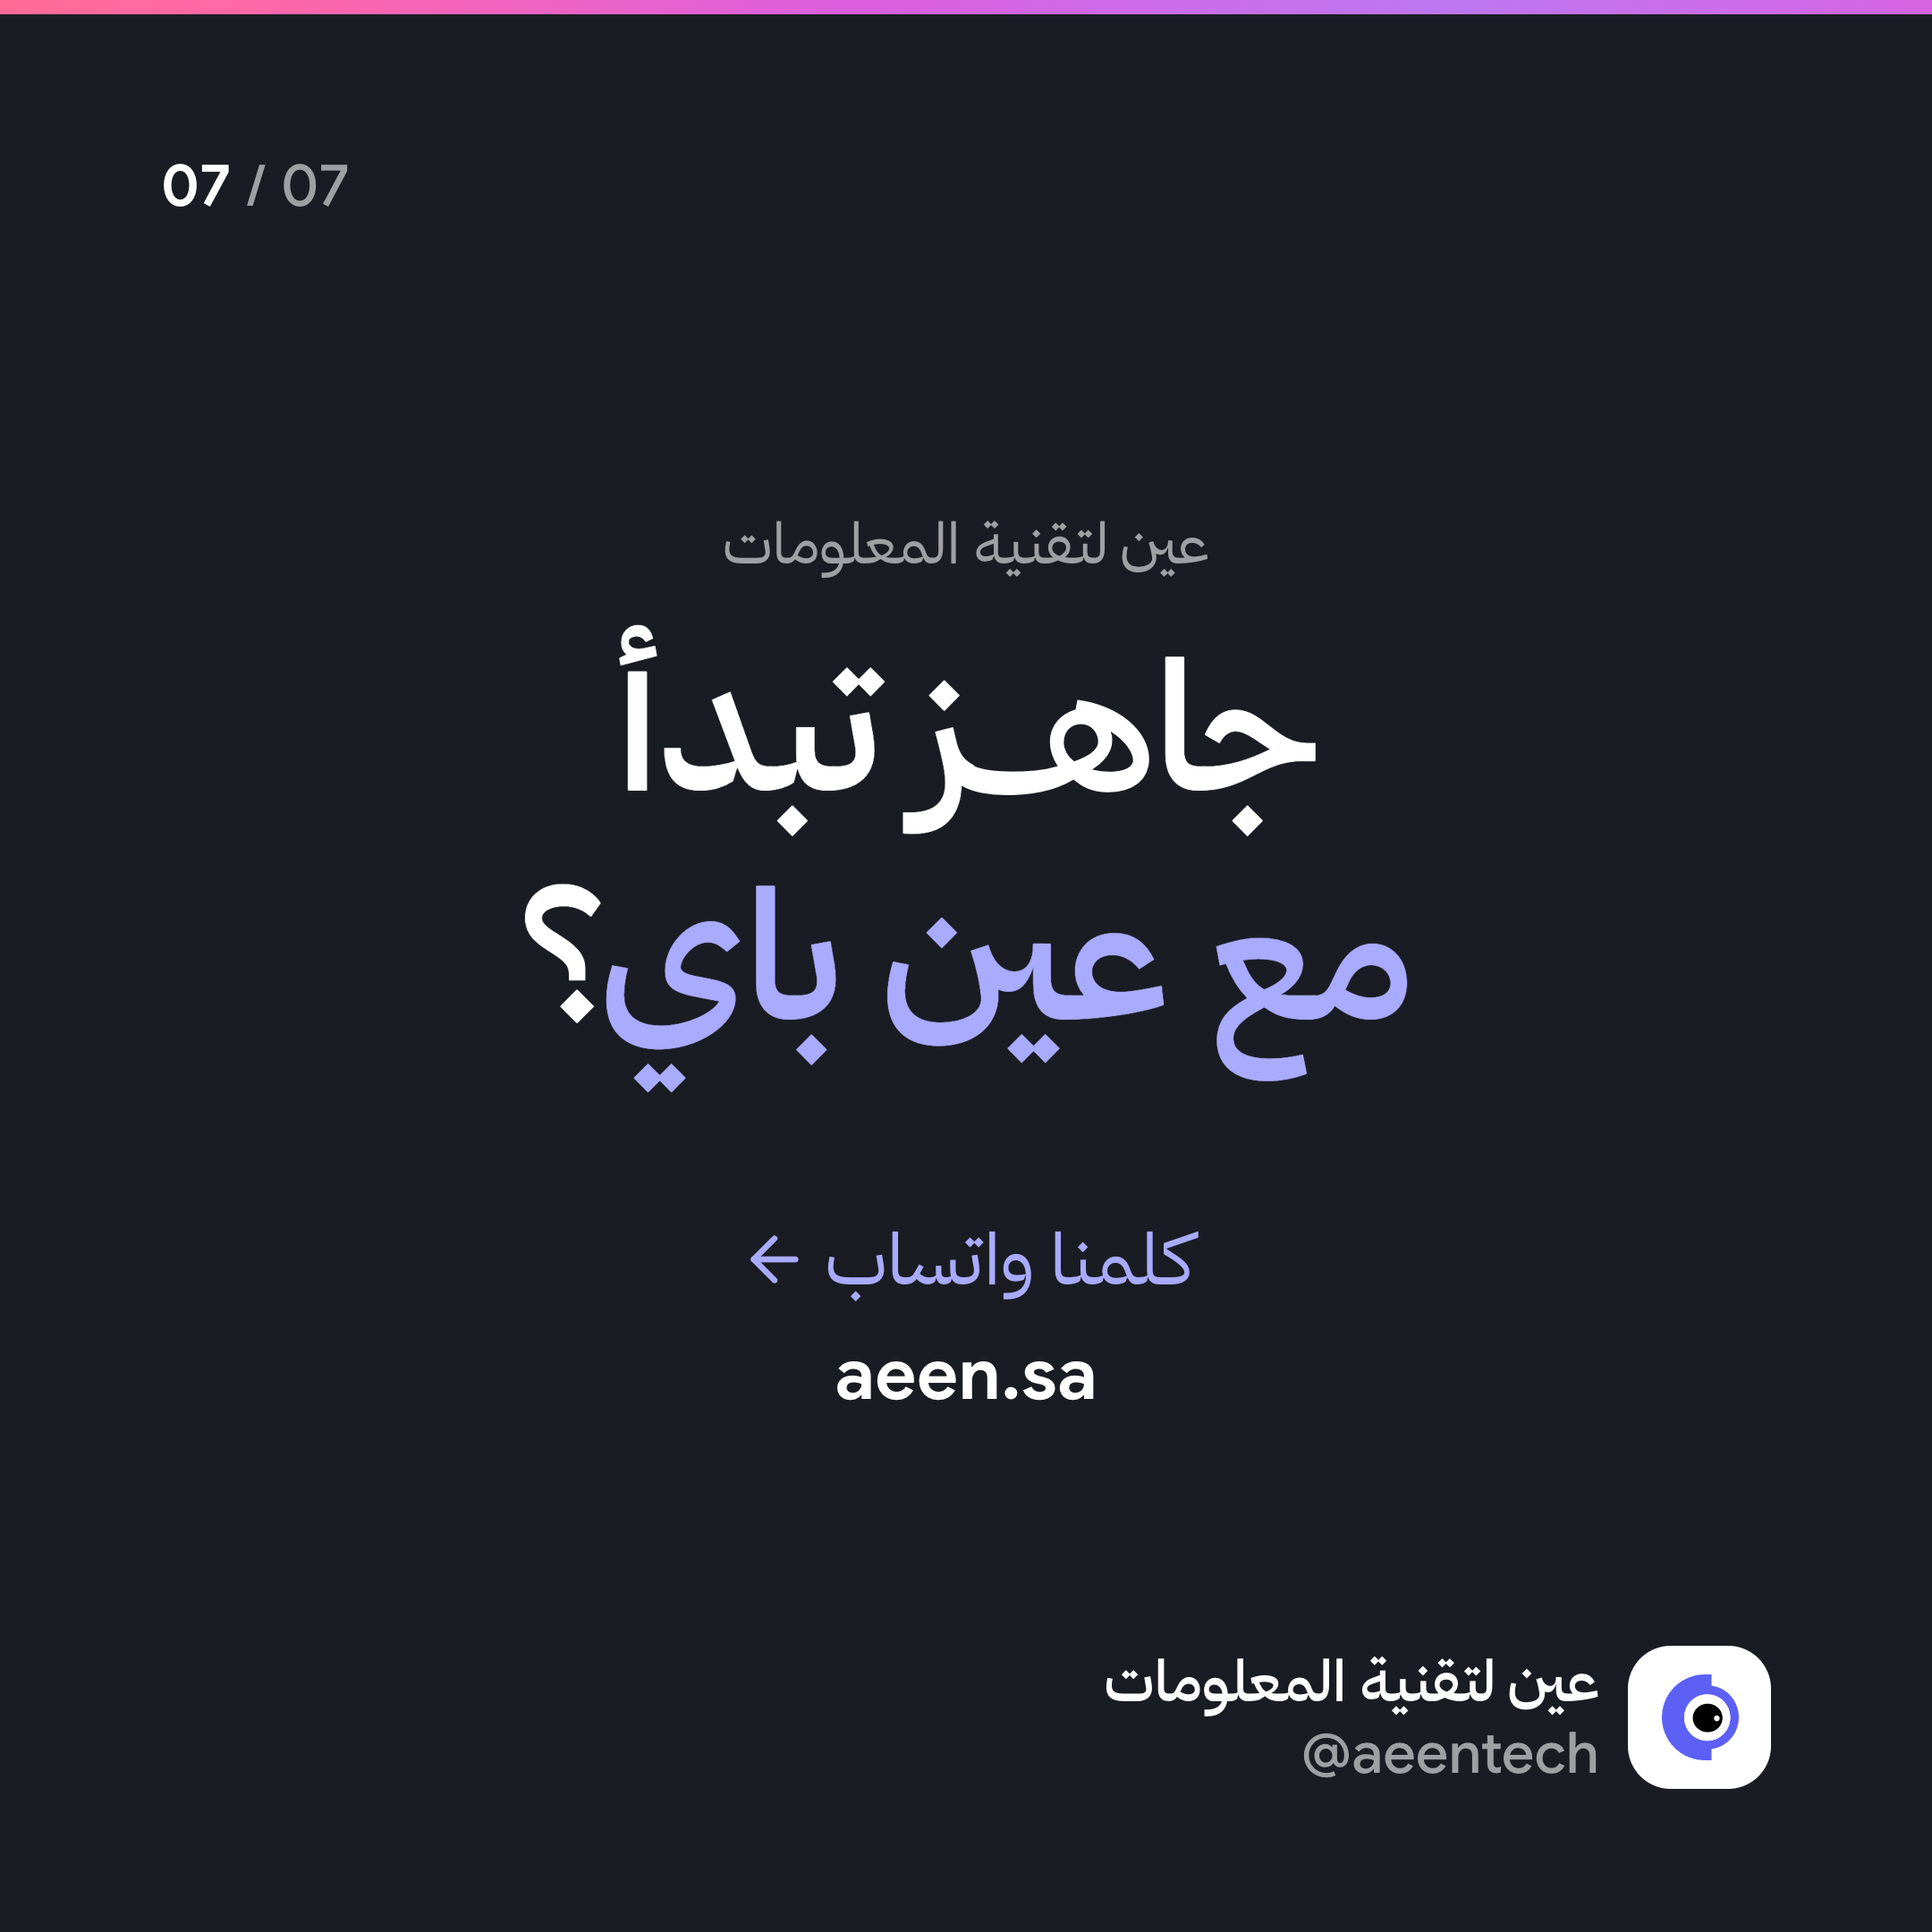 07 / 07
عين لتقنية المعلومات
جاهز تبدأ
مع عين باي؟
كلمنا واتساب ←
aeen.sa
عين لتقنية المعلومات
@aeentech